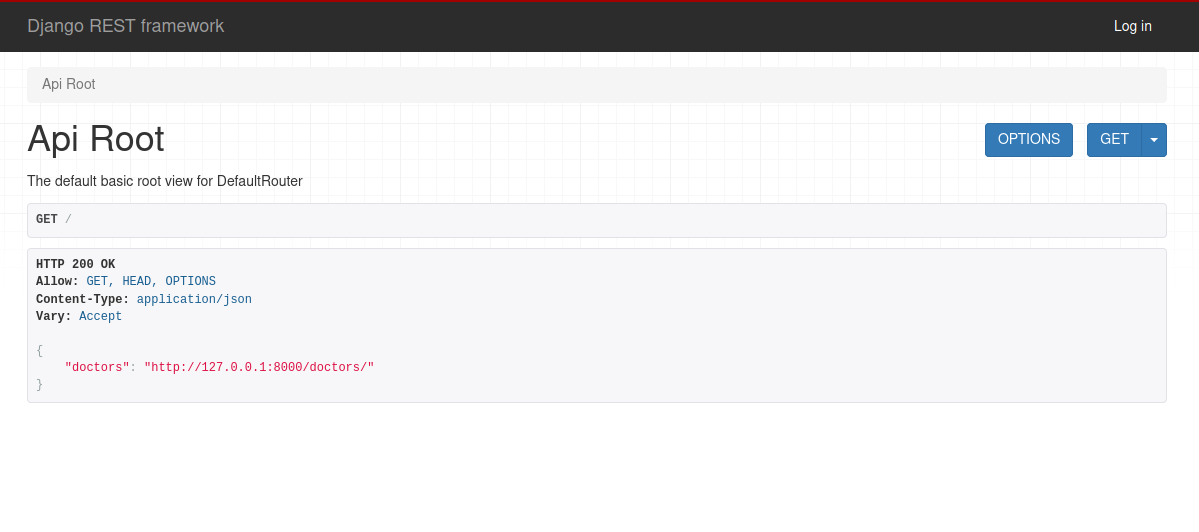 Django REST framework
Log in
Api Root
Api Root
OPTIONS
GET
The default basic root view for DefaultRouter
GET /
HTTP 200 OK
Allow: GET, HEAD, OPTIONS
Content-Type: application/json
Vary: Accept
{
    "doctors": "http://127.0.0.1:8000/doctors/"
}